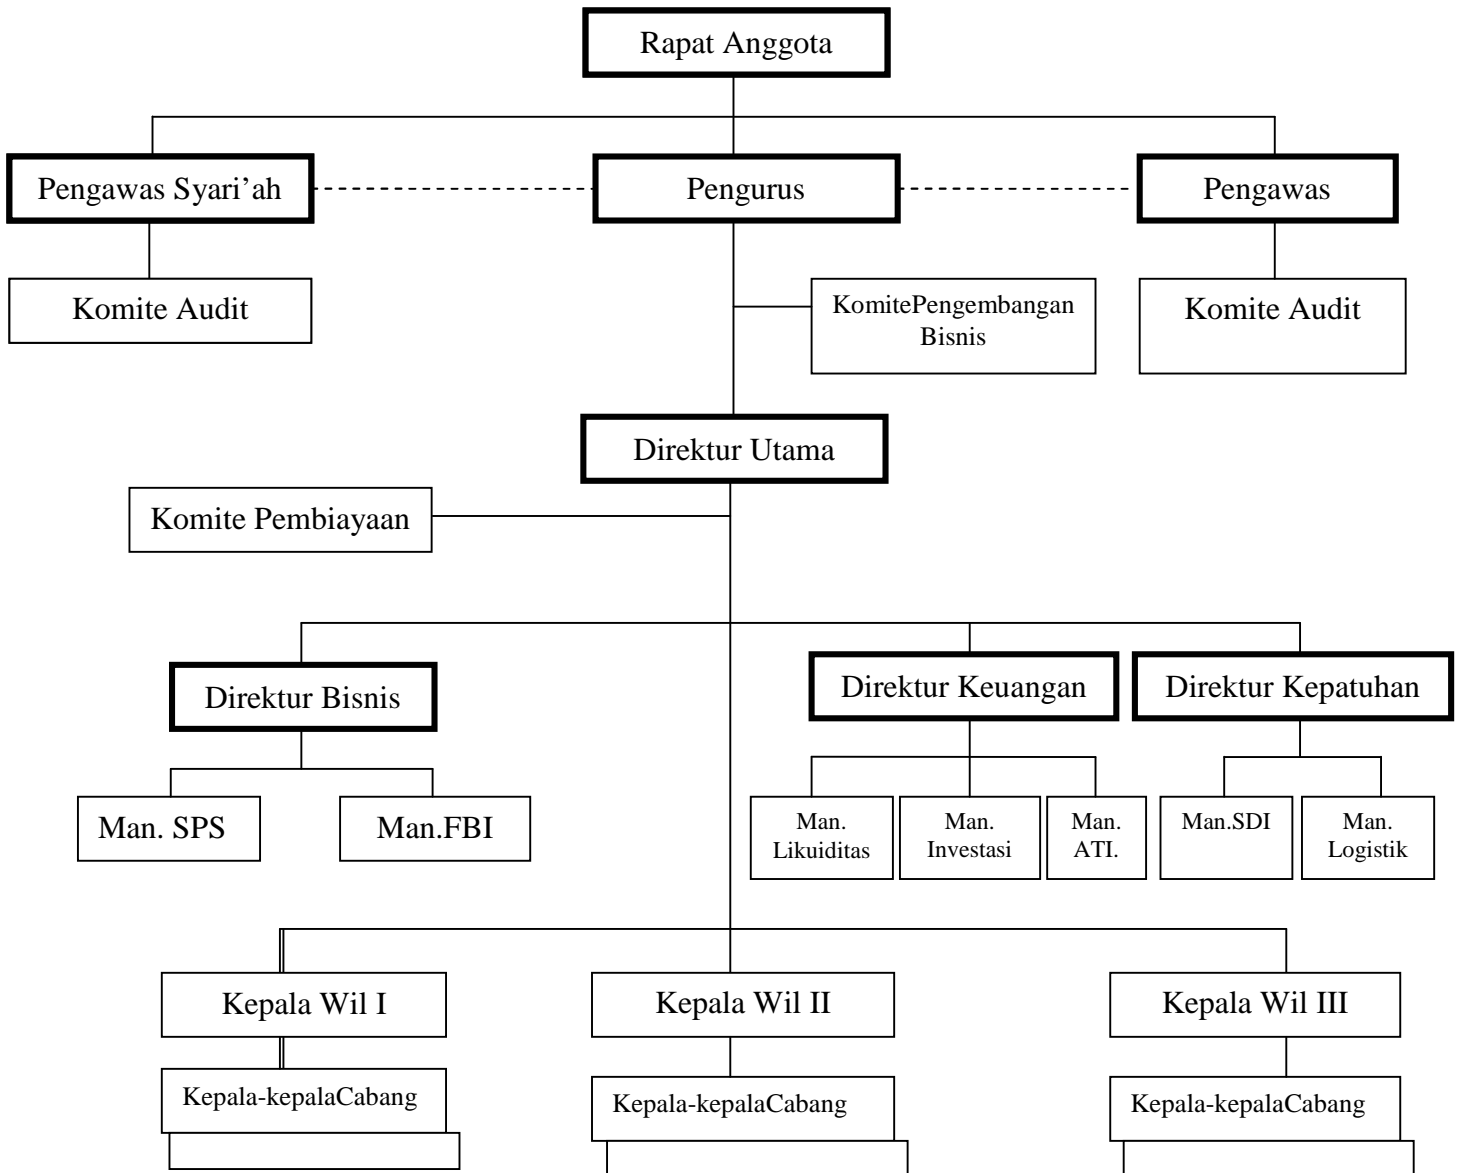 Rapat Anggota
Pengawas Syari’ah
Pengurus
Pengawas
Komite Audit
KomitePengembangan
Bisnis
Komite Audit
Direktur Utama
Komite Pembiayaan
Direktur Bisnis
Direktur Keuangan
Direktur Kepatuhan
Man. SPS
Man.FBI
Man.
Likuiditas
Man.
Investasi
Man.
ATI.
Man.SDI
Man.
Logistik
Kepala Wil I
Kepala Wil II
Kepala Wil III
Kepala-kepalaCabang
Kepala-kepalaCabang
Kepala-kepalaCabang